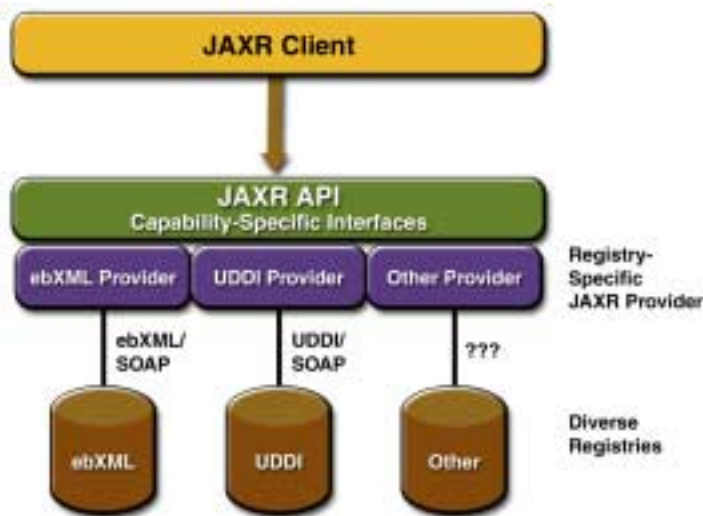 JAXR Client
JAXR API
Capability-Specific Interfaces
ebXML Provider
UDDI Provider
Other Provider
Registry-
Specific
JAXR Provider
ebXML/
SOAP
UDDI/
SOAP
???
ebXML
UDDI
Other
Diverse
Registries